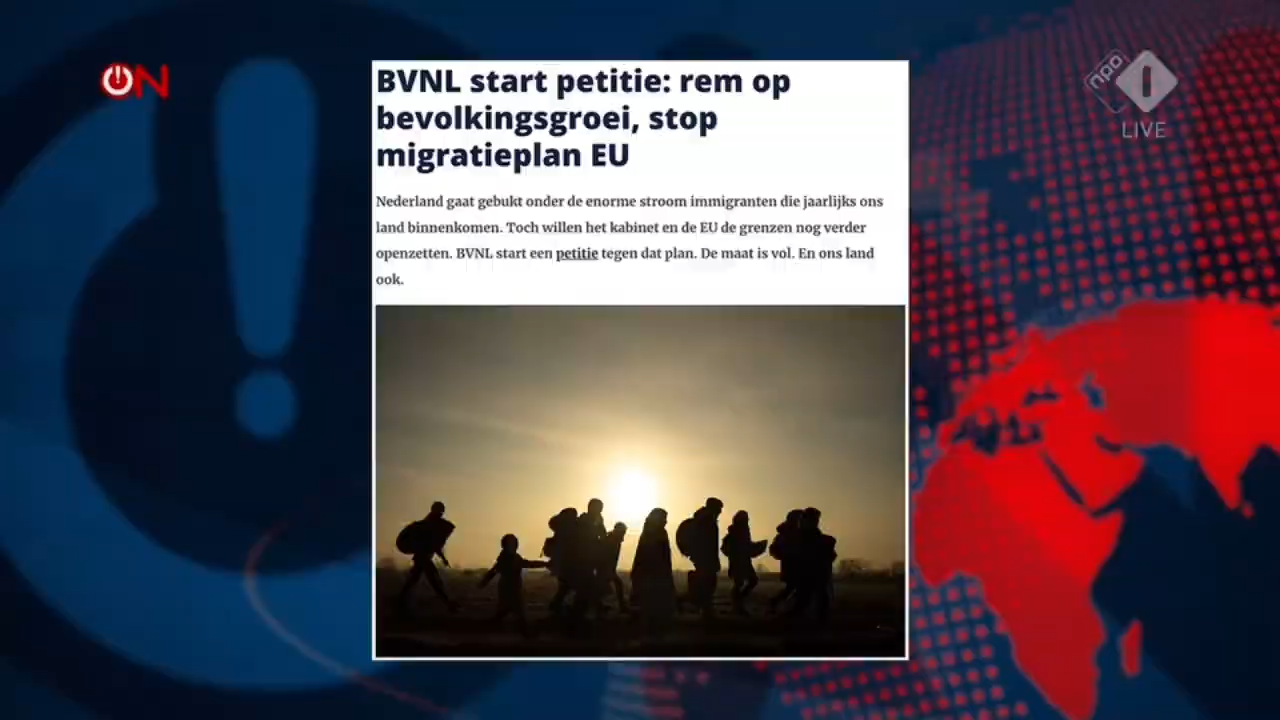 ON
npo
LIVE
BVNL start petitie: rem op
bevolkingsgroei, stop
migratieplan EU
Nederland gaat gebukt onder de enorme stroom immigranten die jaarlijks ons
land binnenkomen. Toch willen het kabinet en de EU de grenzen nog verder
openzetten. BVNL start een petitie tegen dat plan. De maat is vol. En ons land
ook.